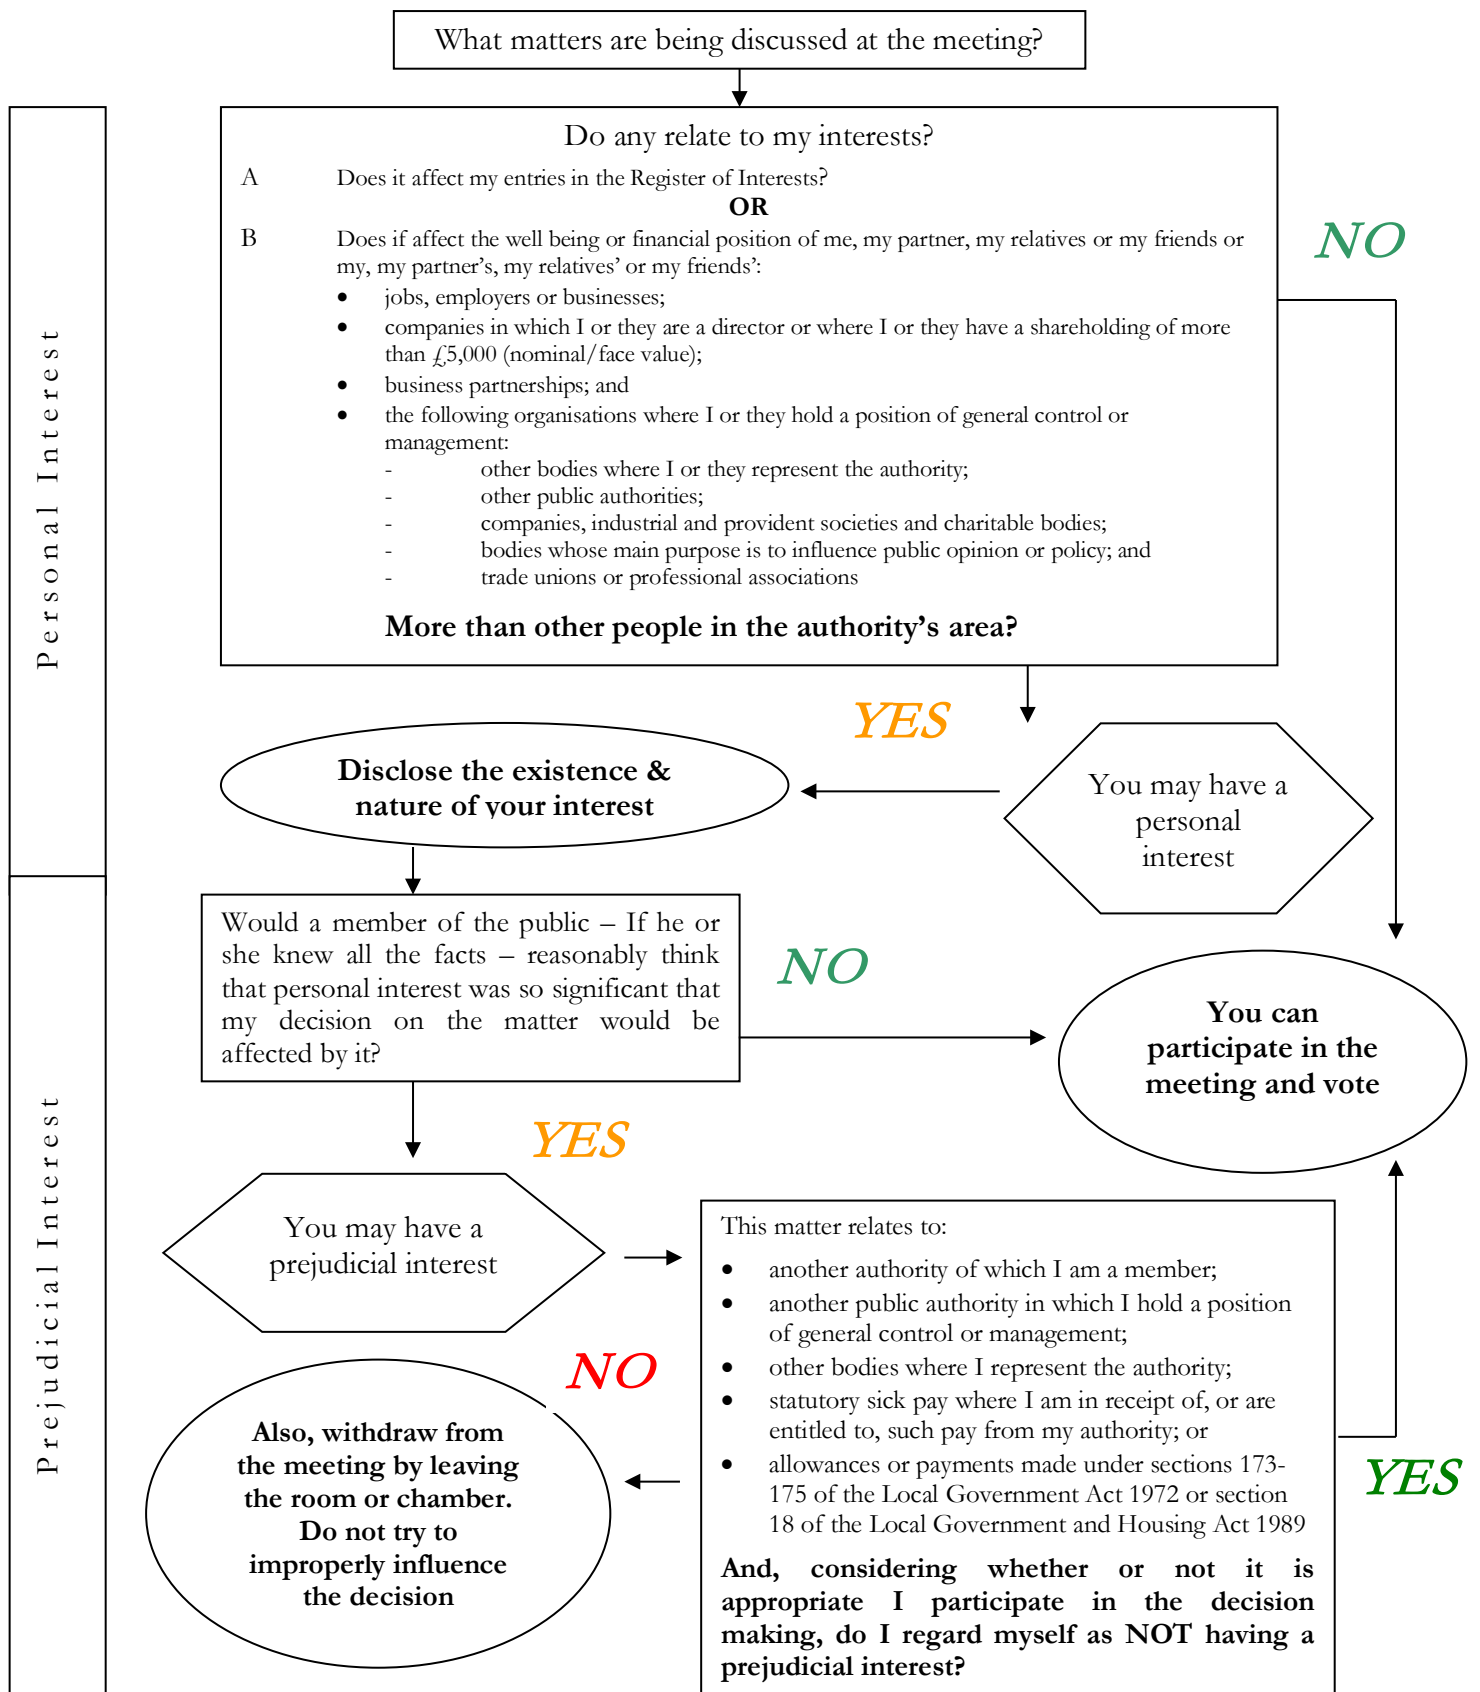 What matters are being discussed at the meeting?
Personal Interest
Do any relate to my interests?
A Does it affect my entries in the Register of Interests?
OR
B Does if affect the well being or financial position of me, my partner, my relatives or my friends or
my, my partner's, my relatives' or my friends':
• jobs, employers or businesses;
• companies in which I or they are a director or where I or they have a shareholding of more
than £5,000 (nominal/face value);
• business partnerships; and
• the following organisations where I or they hold a position of general control or
management:
- other bodies where I or they represent the authority;
- other public authorities;
- companies, industrial and provident societies and charitable bodies;
- bodies whose main purpose is to influence public opinion or policy; and
- trade unions or professional associations
More than other people in the authority's area?
NO
YES
You may have a
personal
interest
Disclose the existence &
nature of your interest
Prejudicial Interest
Would a member of the public – If he or
she knew all the facts – reasonably think
that personal interest was so significant that
my decision on the matter would be
affected by it?
NO
You can
participate in the
meeting and vote
YES
You may have a
prejudicial interest
This matter relates to:
• another authority of which I am a member;
• another public authority in which I hold a position
of general control or management;
• other bodies where I represent the authority;
• statutory sick pay where I am in receipt of, or are
entitled to, such pay from my authority; or
• allowances or payments made under sections 173-
175 of the Local Government Act 1972 or section
18 of the Local Government and Housing Act 1989
And, considering whether or not it is
appropriate I participate in the decision
making, do I regard myself as NOT having a
prejudicial interest?
YES
NO
Also, withdraw from
the meeting by leaving
the room or chamber.
Do not try to
improperly influence
the decision